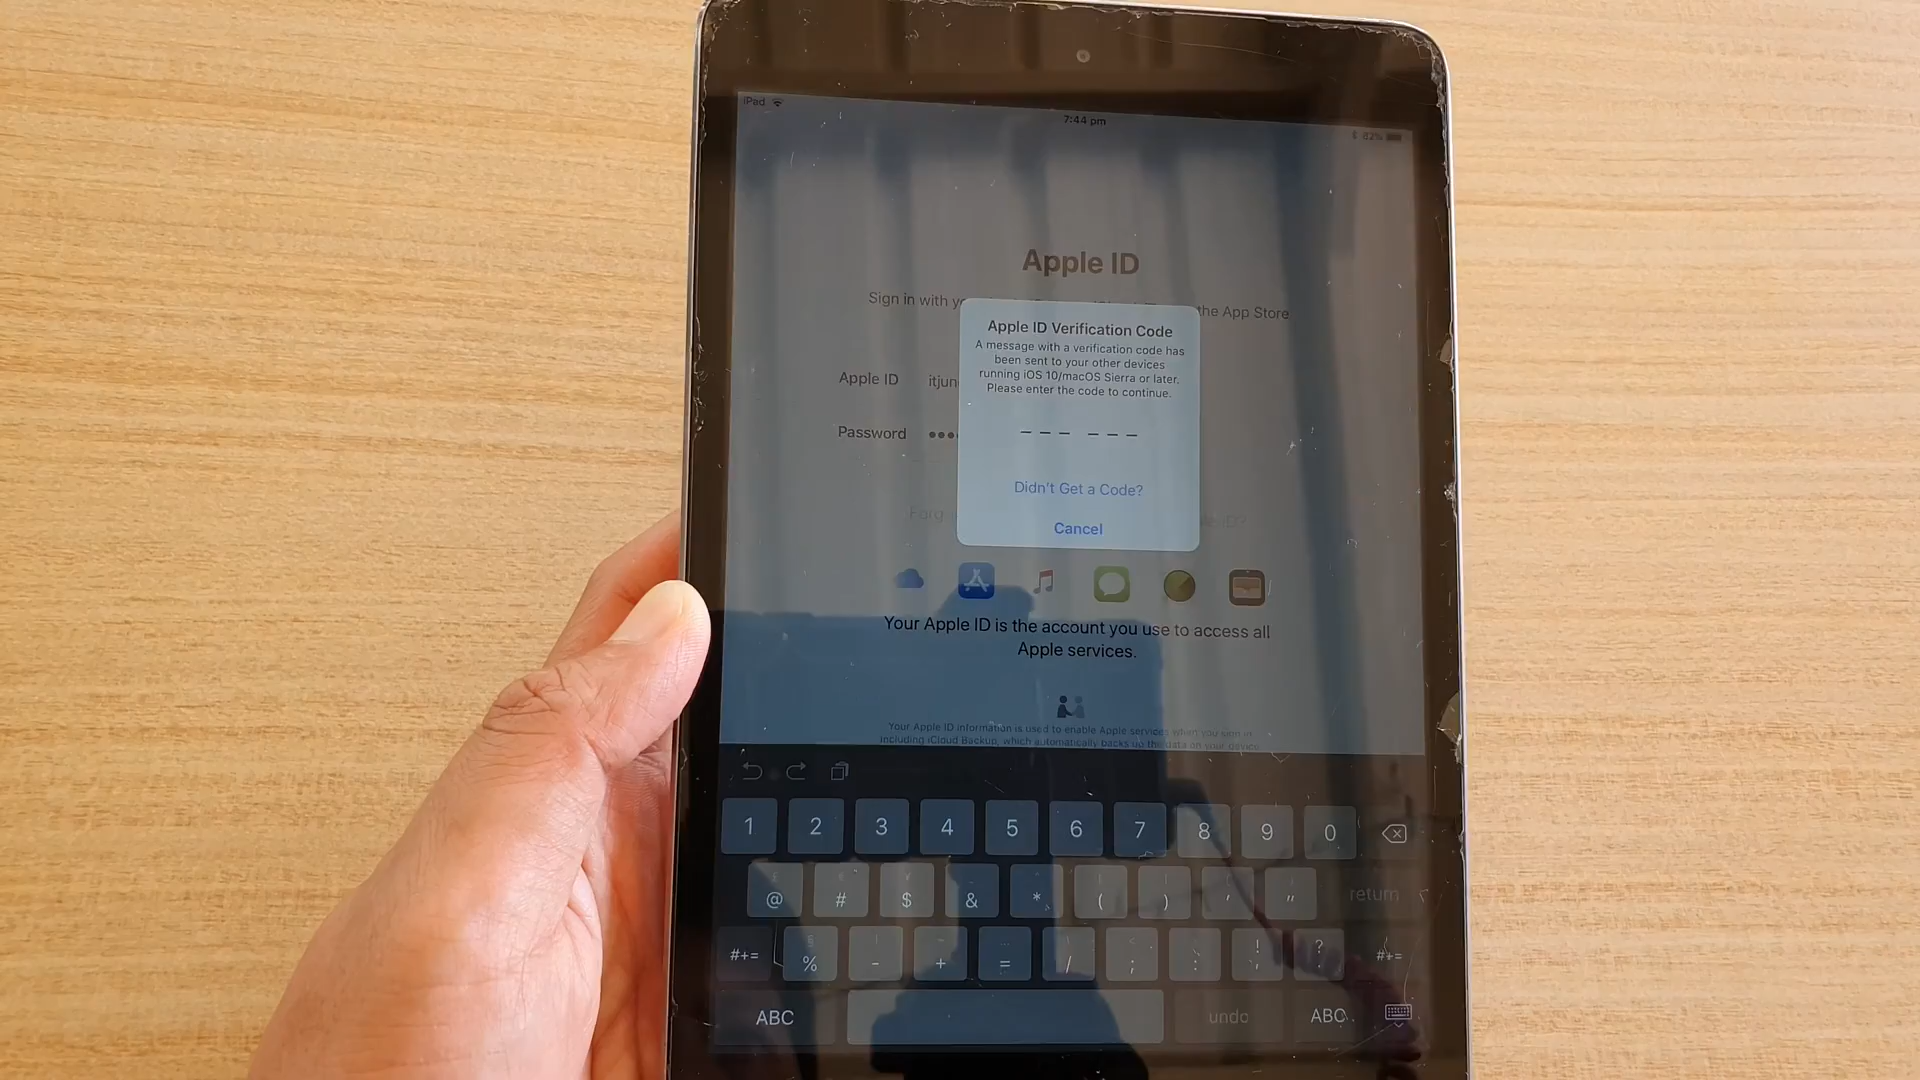 iPad
7:44 pm
82%
Apple ID
Sign in with
the App Store
Apple ID Verification Code
A message with a verification code has
been sent to your other devices
running iOS 10/macOS Sierra or later.
Please enter the code to continue.
Apple ID itjun
Password
Didn't Get a Code?
Cancel
Your Apple ID is the account you use to access all
Apple services.
Your Apple ID information is used to enable Apple services when you sign in
including iCloud Backup, which automatically backs up the data on your device
1 2 3 4 5 6 7 8 9 0
@ # $ & * ( ) ' " return
#+= % - + = / ; : ! ? #+=
ABC undo ABC